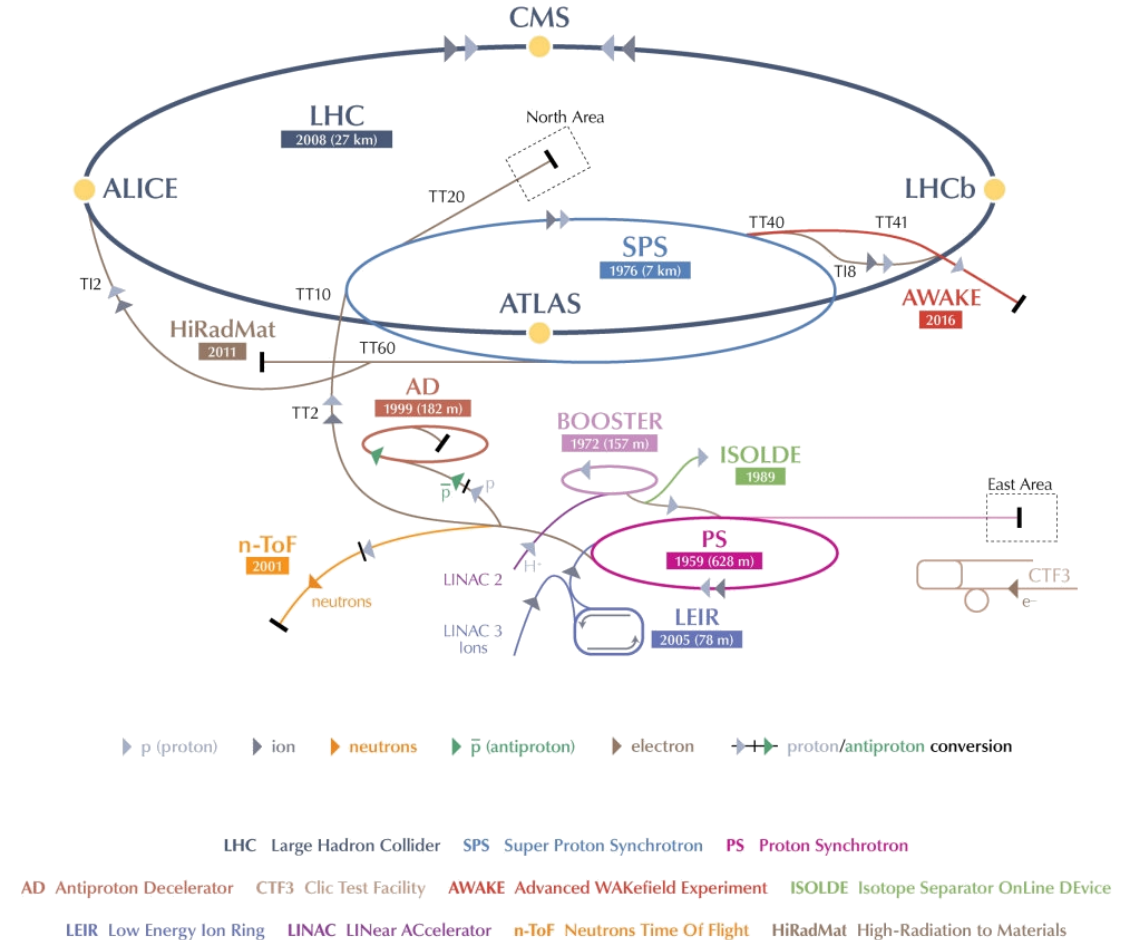 CMS
LHC
2008 (27 km)
North Area
ALICE
LHCb
TT20
TT40
TT41
SPS
1976 (7 km)
TI2
TT10
TI8
ATLAS
AWAKE
2016
HiRadMat
2011
TT60
AD
1999 (182 m)
TT2
BOOSTER
1972 (157 m)
ISOLDE
1989
p̅
p
East Area
n-ToF
2001
PS
1959 (628 m)
H-
neutrons
LINAC 2
CTF3
e–
LEIR
2005 (78 m)
LINAC 3
Ions
p (proton) ion neutrons p̅ (antiproton) electron proton/antiproton conversion
LHC Large Hadron Collider SPS Super Proton Synchrotron PS Proton Synchrotron
AD Antiproton Decelerator CTF3 Clic Test Facility AWAKE Advanced WAKefield Experiment ISOLDE Isotope Separator OnLine DEvice
LEIR Low Energy Ion Ring LINAC LINear ACcelerator n-ToF Neutrons Time Of Flight HiRadMat High-Radiation to Materials